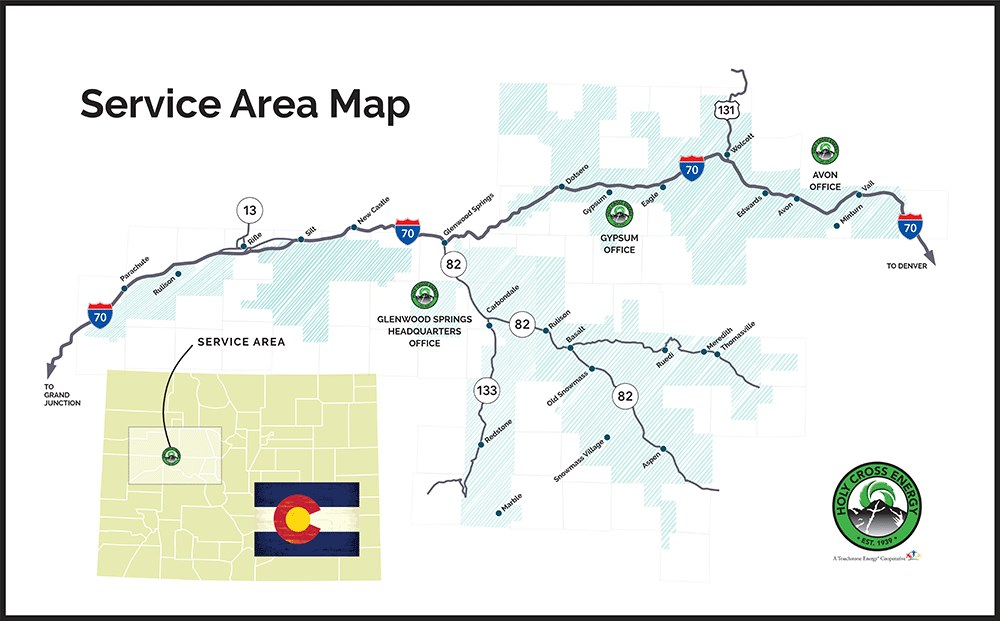 Service Area Map
131
Wolcott
70
AVON
OFFICE
Dotsero
Gypsum
Eagle
GYPSUM
OFFICE
Edwards
Avon
Vail
Minturn
70
TO DENVER
13
Rifle
Silt
New Castle
70
Glenwood Springs
82
Parachute
Rulison
70
GLENWOOD SPRINGS
HEADQUARTERS
OFFICE
Carbondale
82
Rulison
Basalt
Ruedi
Meredith
Thomasville
TO
GRAND
JUNCTION
SERVICE AREA
133
Old Snowmass
82
Redstone
Snowmass Village
Aspen
Marble
HOLY CROSS ENERGY
• EST. 1939 •
A Touchstone Energy® Cooperative